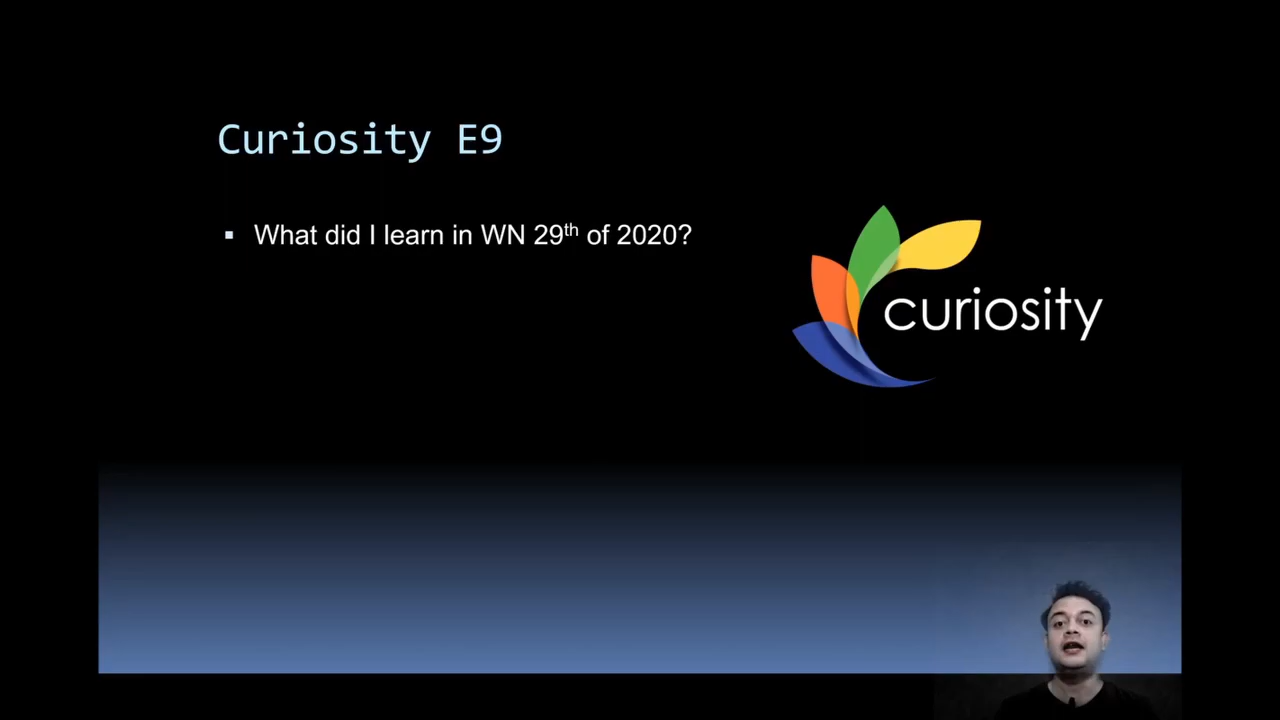 Curiosity E9
▪ What did I learn in WN 29th of 2020?
curiosity